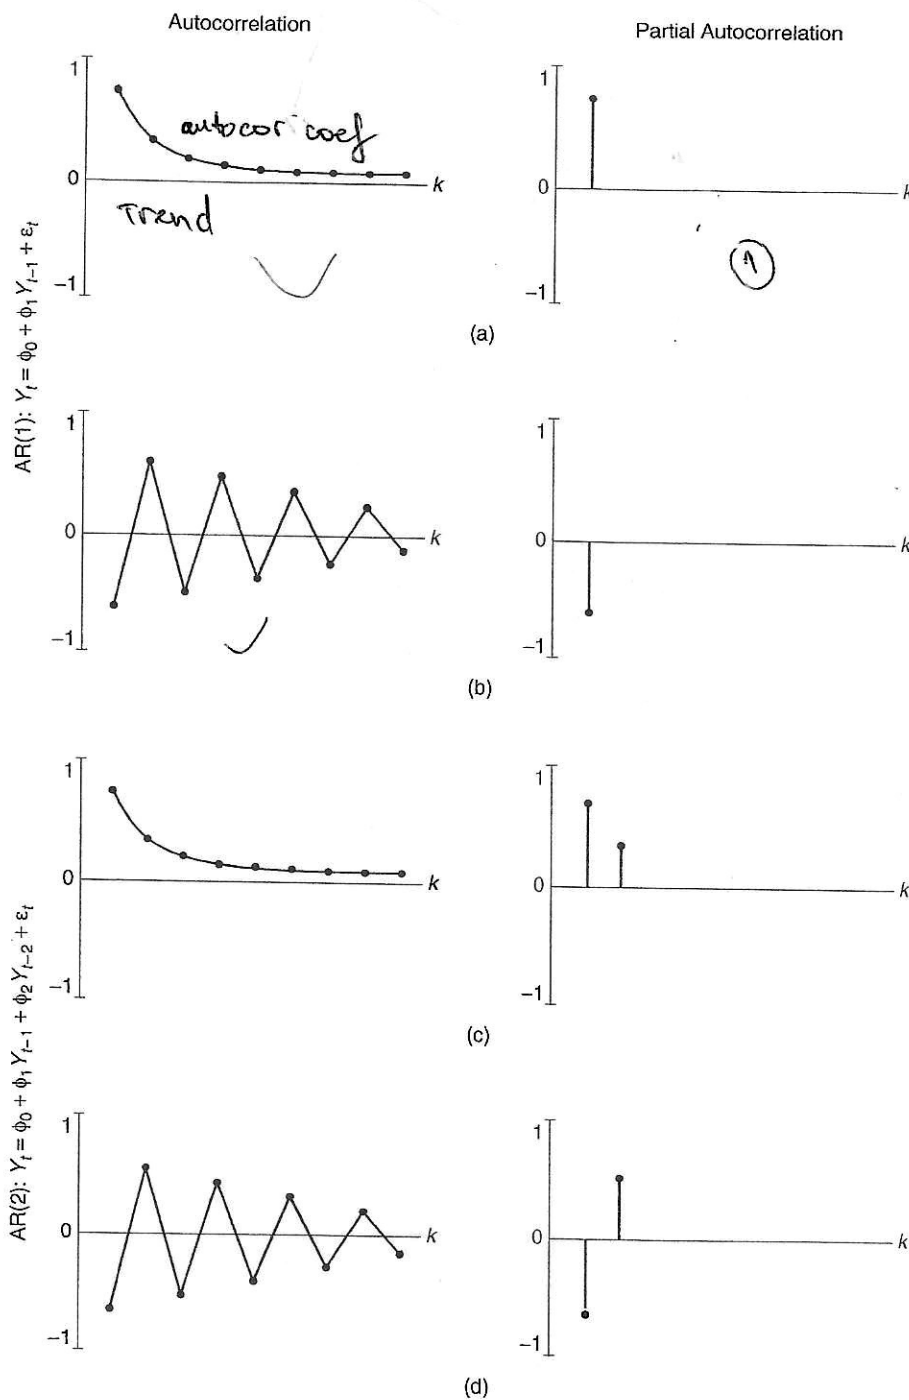 Autocorrelation
Partial Autocorrelation
AR(1): Yₜ = ϕ₀ + ϕ₁Yₜ₋₁ + εₜ
1
0
−1
k
autocor coef
Trend
1
0
−1
k
1
(a)
1
0
−1
k
1
0
−1
k
(b)
AR(2): Yₜ = ϕ₀ + ϕ₁Yₜ₋₁ + ϕ₂Yₜ₋₂ + εₜ
1
0
−1
k
1
0
−1
k
(c)
1
0
−1
k
1
0
−1
k
(d)